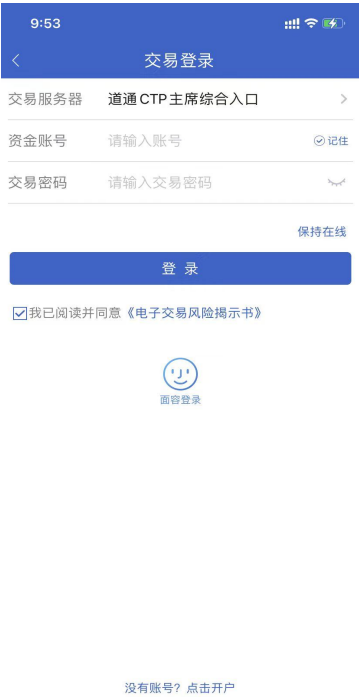 9:53
交易登录
交易服务器 道通CTP主席综合入口
资金账号 请输入账号 记住
交易密码 请输入交易密码
保持在线
登 录
我已阅读并同意《电子交易风险揭示书》
面容登录
没有账号？点击开户